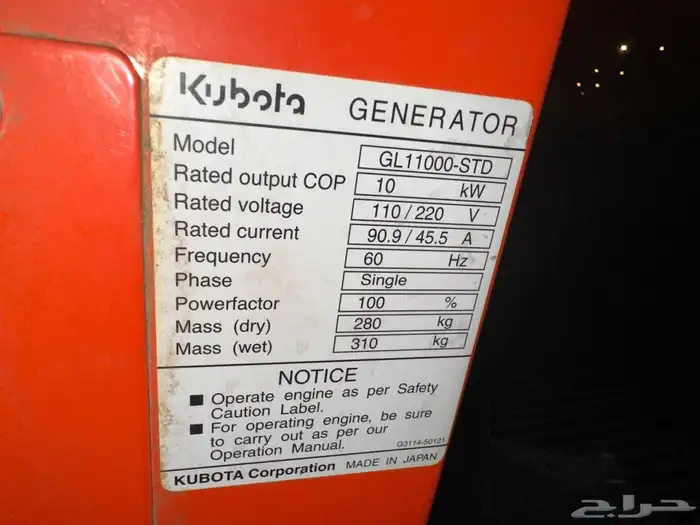 Kubota GENERATOR
Model GL11000-STD
Rated output COP 10 kW
Rated voltage 110/220 V
Rated current 90.9/45.5 A
Frequency 60 Hz
Phase Single
Powerfactor 100 %
Mass (dry) 280 kg
Mass (wet) 310 kg
NOTICE
■ Operate engine as per Safety
Caution Label.
■ For operating engine, be sure
to carry out as per our
Operation Manual.
G3114-50121
KUBOTA Corporation MADE IN JAPAN
حراج